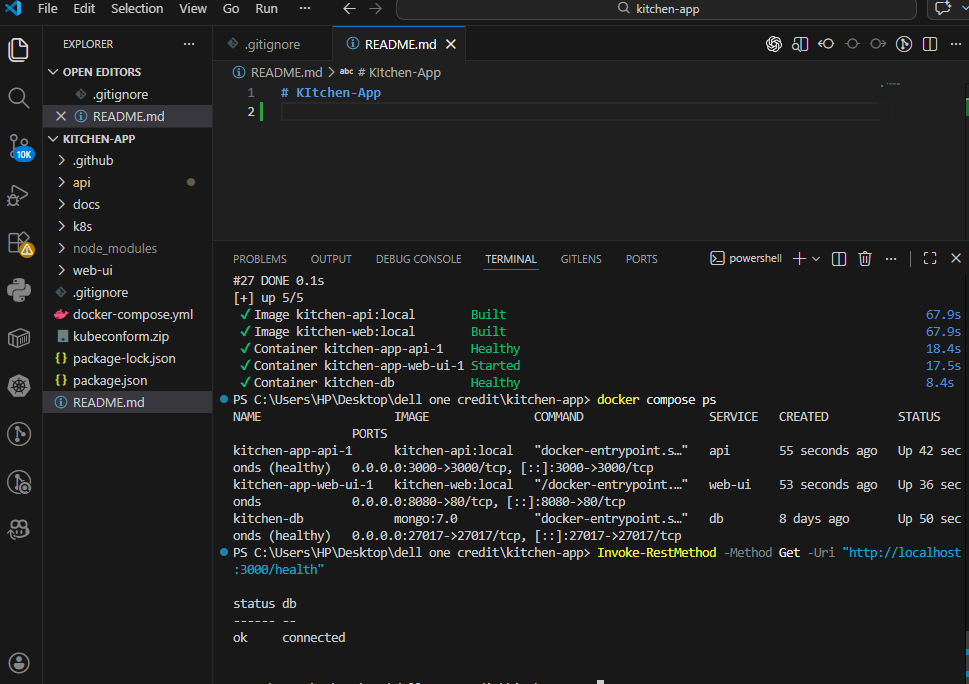 File Edit Selection View Go Run ··· kitchen-app
EXPLORER ···
OPEN EDITORS
.gitignore
README.md
KITCHEN-APP
.github
api
docs
k8s
node_modules
web-ui
.gitignore
docker-compose.yml
kubeconform.zip
package-lock.json
package.json
README.md
10K
.gitignore README.md
README.md > abc # KItchen-App
1 # KItchen-App
2
PROBLEMS OUTPUT DEBUG CONSOLE TERMINAL GITLENS PORTS powershell
#27 DONE 0.1s
[+] up 5/5
✓ Image kitchen-api:local Built 67.9s
✓ Image kitchen-web:local Built 67.9s
✓ Container kitchen-app-api-1 Healthy 18.4s
✓ Container kitchen-app-web-ui-1 Started 17.5s
✓ Container kitchen-db Healthy 8.4s
PS C:\Users\HP\Desktop\dell one credit\kitchen-app> docker compose ps
NAME IMAGE COMMAND SERVICE CREATED STATUS
PORTS
kitchen-app-api-1 kitchen-api:local "docker-entrypoint.s…" api 55 seconds ago Up 42 sec
onds (healthy) 0.0.0.0:3000->3000/tcp, [::]:3000->3000/tcp
kitchen-app-web-ui-1 kitchen-web:local "/docker-entrypoint.…" web-ui 53 seconds ago Up 36 sec
onds 0.0.0.0:8080->80/tcp, [::]:8080->80/tcp
kitchen-db mongo:7.0 "docker-entrypoint.s…" db 8 days ago Up 50 sec
onds (healthy) 0.0.0.0:27017->27017/tcp, [::]:27017->27017/tcp
PS C:\Users\HP\Desktop\dell one credit\kitchen-app> Invoke-RestMethod -Method Get -Uri "http://localhost
:3000/health"
status db
------ --
ok connected